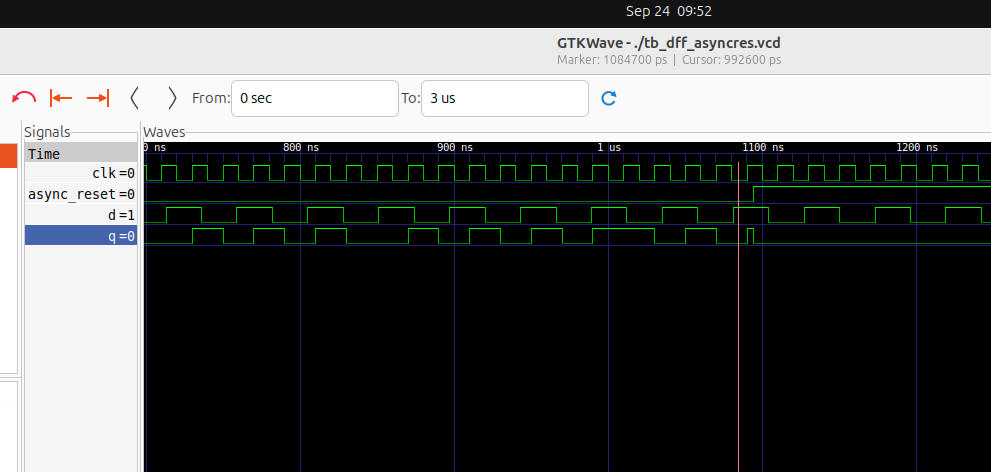 Sep 24 09:52
GTKWave - ./tb_dff_asyncres.vcd
Marker: 1084700 ps | Cursor: 992600 ps
From: 0 sec To: 3 us
Signals Waves
Time 0 ns 800 ns 900 ns 1 us 1100 ns 1200 ns
clk =0
async_reset =0
d =1
q =0